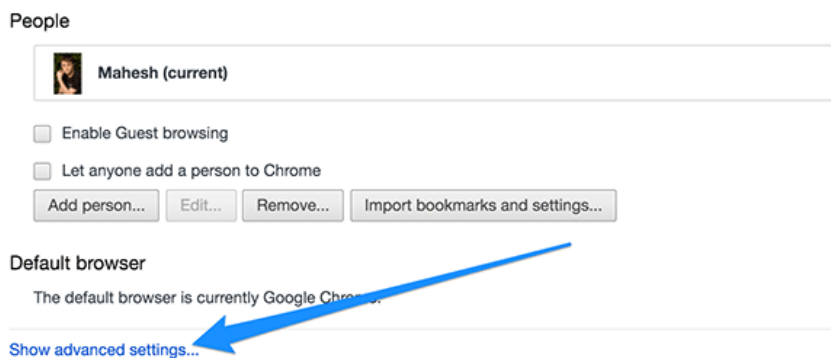 People
Mahesh (current)
Enable Guest browsing
Let anyone add a person to Chrome
Add person... Edit... Remove... Import bookmarks and settings...
Default browser
The default browser is currently Google Chrome.
Show advanced settings...